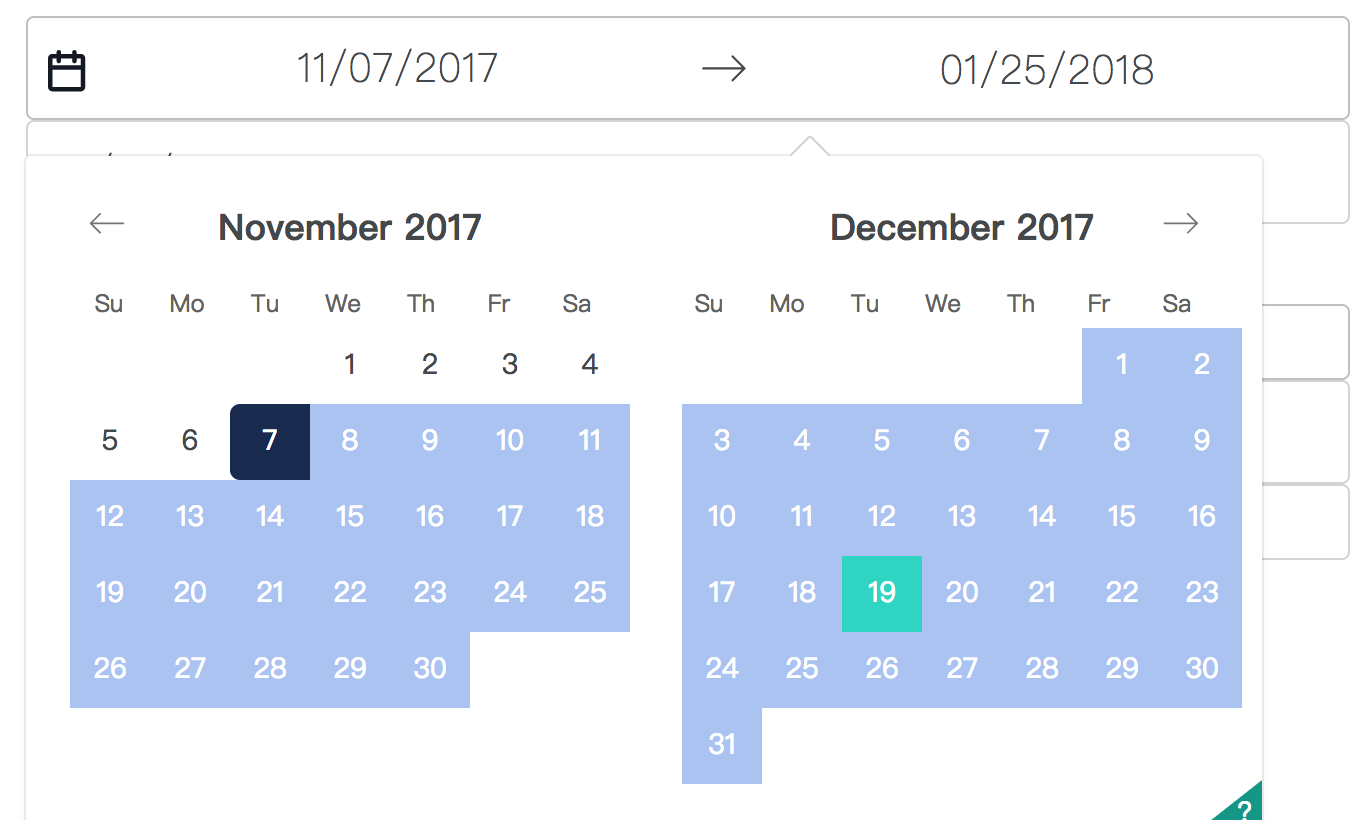 11/07/2017 → 01/25/2018
← November 2017
Su Mo Tu We Th Fr Sa
1 2 3 4
5 6 7 8 9 10 11
12 13 14 15 16 17 18
19 20 21 22 23 24 25
26 27 28 29 30
December 2017 →
Su Mo Tu We Th Fr Sa
1 2
3 4 5 6 7 8 9
10 11 12 13 14 15 16
17 18 19 20 21 22 23
24 25 26 27 28 29 30
31
?